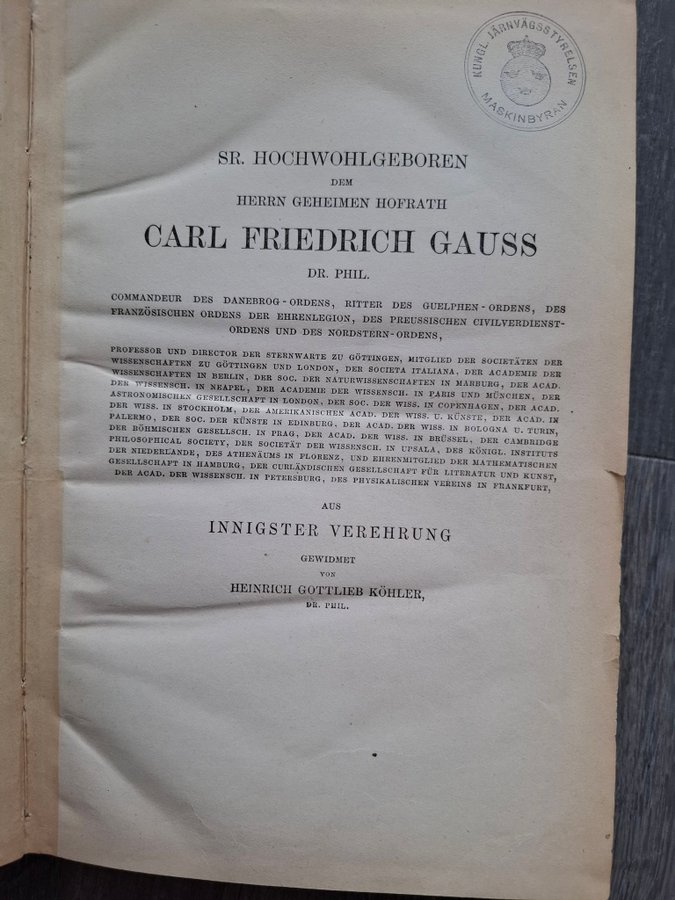 KUNGL. JÄRNVÄGSSTYRELSEN
MASKINBYRÅN
SR. HOCHWOHLGEBOREN
DEM
HERRN GEHEIMEN HOFRATH
CARL FRIEDRICH GAUSS
DR. PHIL.
COMMANDEUR DES DANEBROG-ORDENS, RITTER DES GUELPHEN-ORDENS, DES
FRANZÖSISCHEN ORDENS DER EHRENLEGION, DES PREUSSISCHEN CIVILVERDIENST-
ORDENS UND DES NORDSTERN-ORDENS,
PROFESSOR UND DIRECTOR DER STERNWARTE ZU GÖTTINGEN, MITGLIED DER SOCIETÄTEN DER
WISSENSCHAFTEN ZU GÖTTINGEN UND LONDON, DER SOCIETA ITALIANA, DER ACADEMIE DER
WISSENSCHAFTEN IN BERLIN, DER SOC. DER NATURWISSENSCHAFTEN IN MARBURG, DER ACAD.
DER WISSENSCH. IN NEAPEL, DER ACADEMIE DER WISSENSCH. IN PARIS UND MÜNCHEN, DER
ASTRONOMISCHEN GESELLSCHAFT IN LONDON, DER SOC. DER WISS. IN COPENHAGEN, DER ACAD.
DER WISS. IN STOCKHOLM, DER AMERIKANISCHEN ACAD. DER WISS. U. KÜNSTE, DER ACAD. IN
PALERMO, DER SOC. DER KÜNSTE IN EDINBURG, DER ACAD. DER WISS. IN BOLOGNA U. TURIN,
DER BÖHMISCHEN GESELLSCH. IN PRAG, DER ACAD. DER WISS. IN BRÜSSEL, DER CAMBRIDGE
PHILOSOPHICAL SOCIETY, DER SOCIETÄT DER WISSENSCH. IN UPSALA, DES KÖNIGL. INSTITUTS
DER NIEDERLANDE, DES ATHENÄUMS IN FLORENZ, UND EHRENMITGLIED DER MATHEMATISCHEN
GESELLSCHAFT IN HAMBURG, DER CURLÄNDISCHEN GESELLSCHAFT FÜR LITERATUR UND KUNST,
DER ACAD. DER WISSENSCH. IN PETERSBURG, DES PHYSIKALISCHEN VEREINS IN FRANKFURT,
AUS
INNIGSTER VEREHRUNG
GEWIDMET
VON
HEINRICH GOTTLIEB KÖHLER,
DR. PHIL.